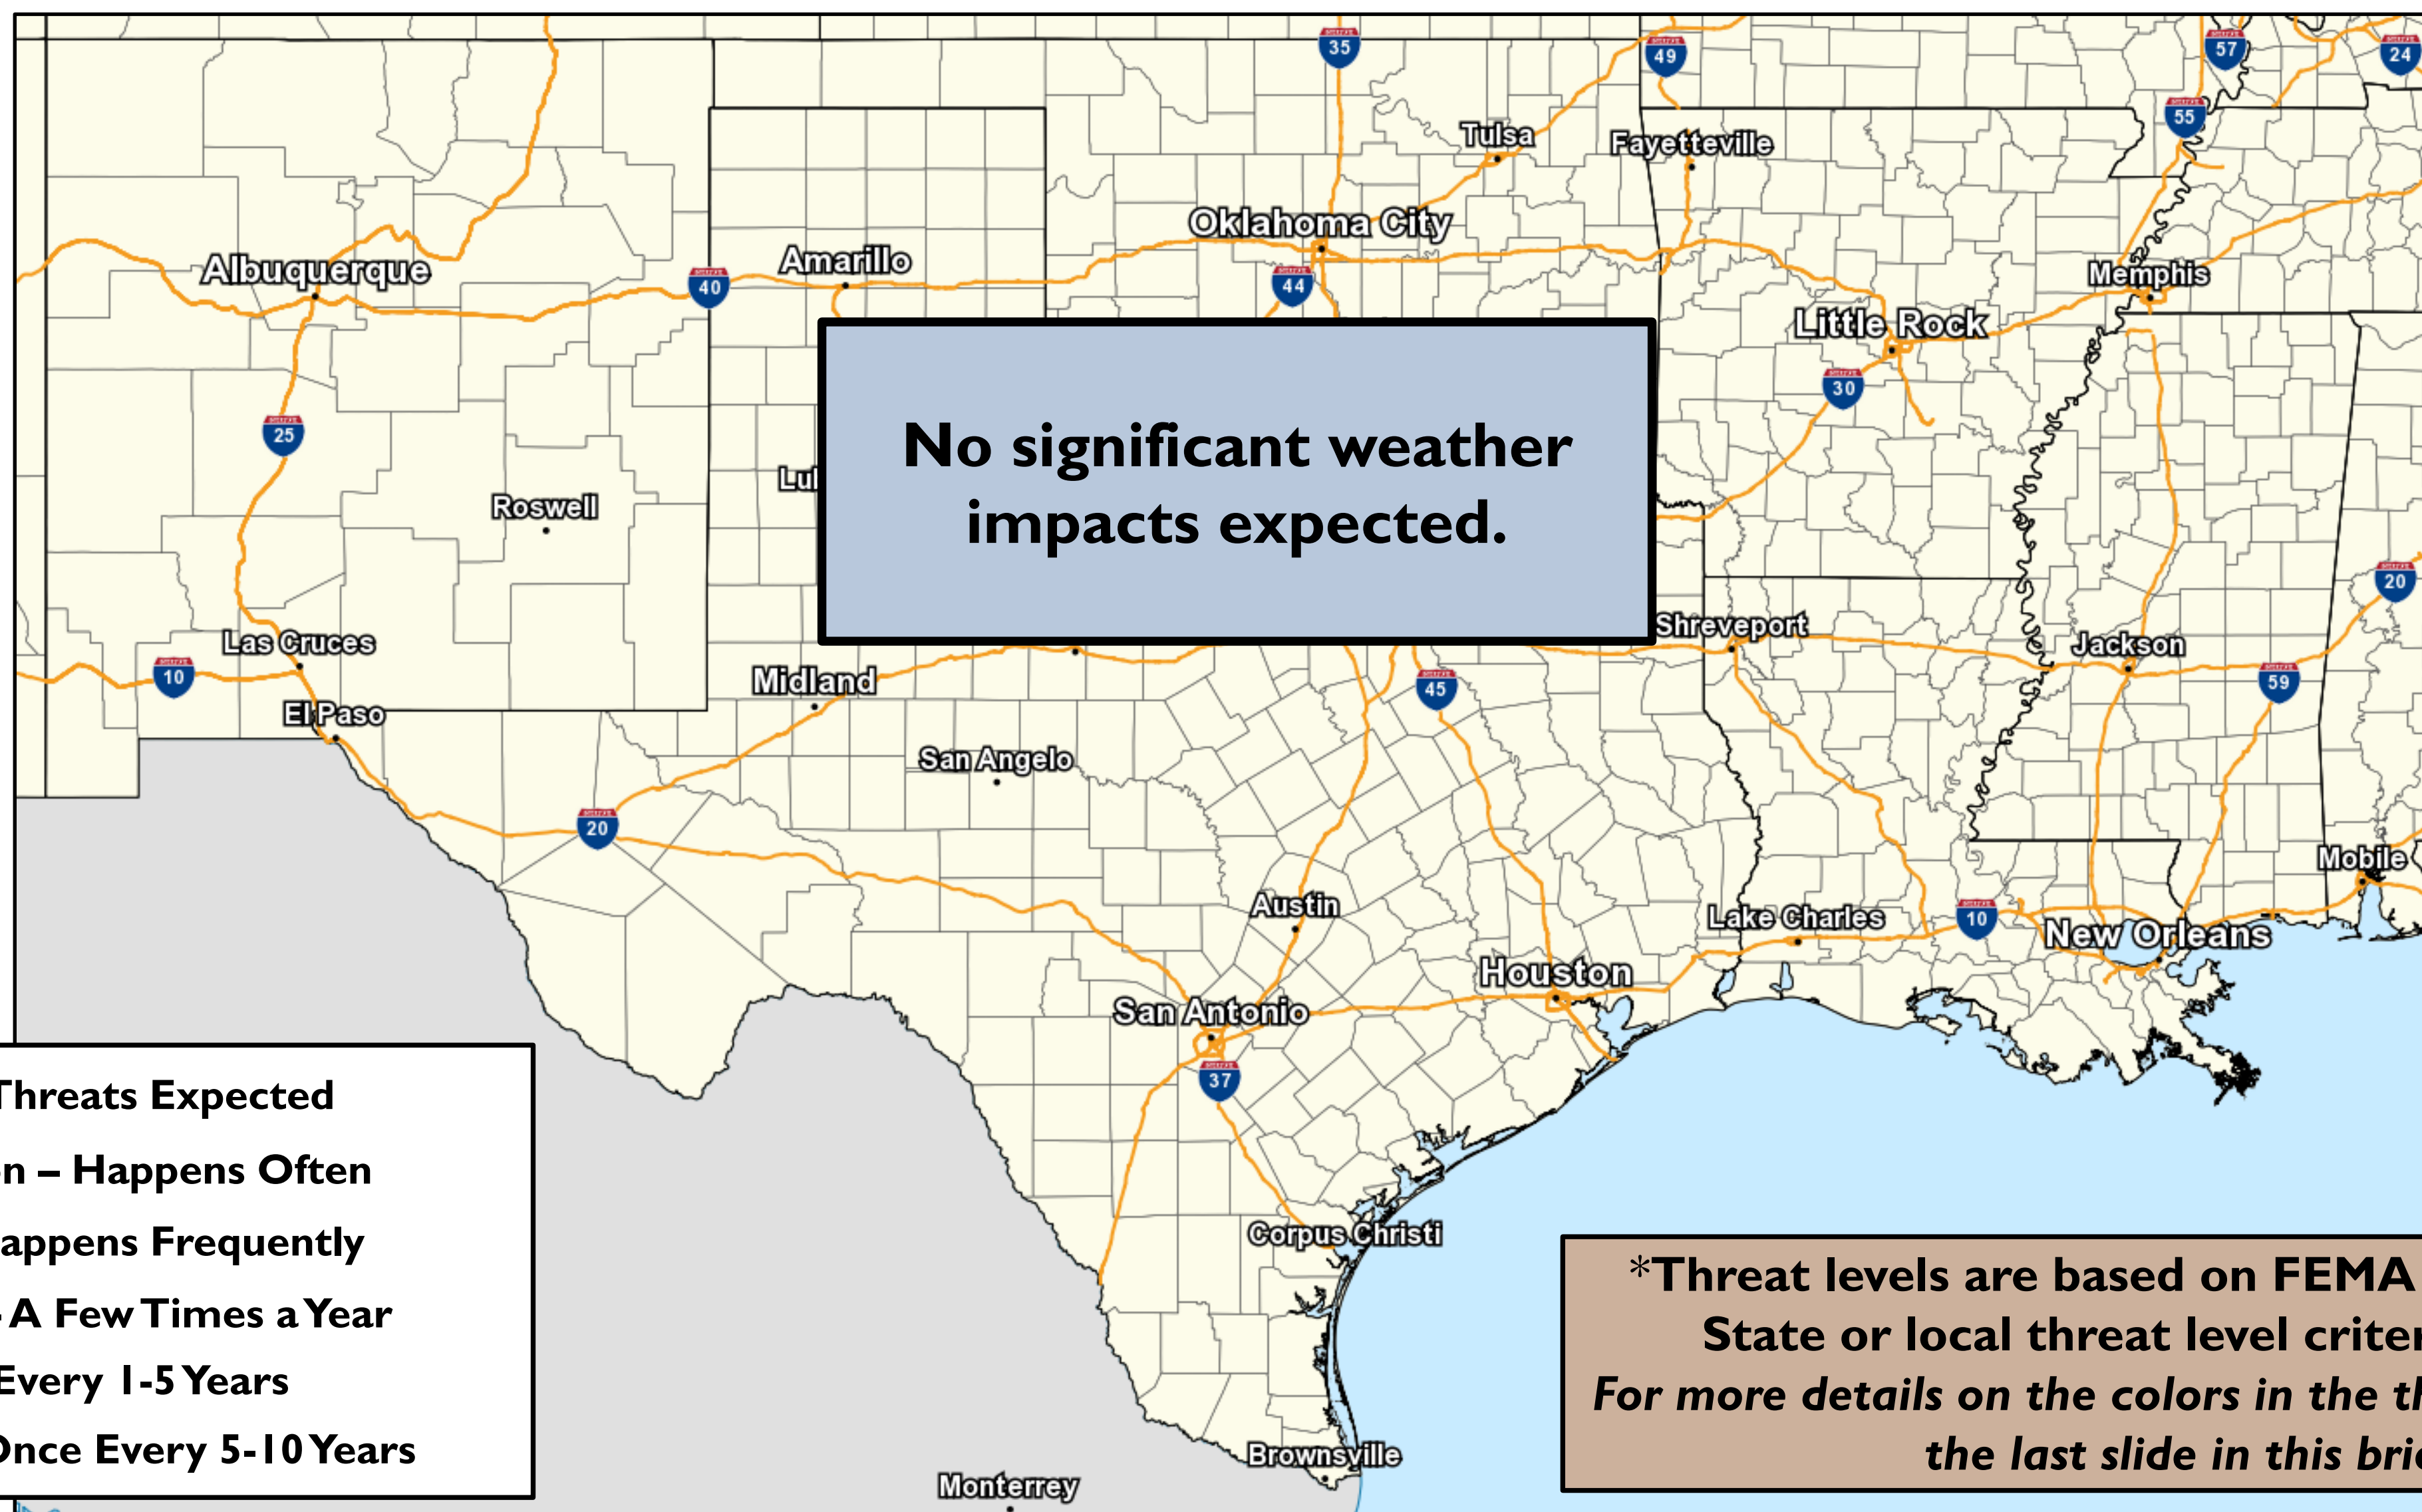 35
49
57
24
55
Tulsa
Fayetteville
Oklahoma City
Albuquerque
Amarillo
40
44
Memphis
Little Rock
30
25
No significant weather
impacts expected.
Roswell
20
Las Cruces
Shreveport
Jackson
10
Midland
45
59
El Paso
San Angelo
20
Mobile
Austin
Lake Charles
10
New Orleans
Houston
San Antonio
37
Threats Expected
n – Happens Often
appens Frequently
- A Few Times a Year
Every 1-5 Years
Once Every 5-10 Years
Corpus Christi
*Threat levels are based on FEMA
State or local threat level criter
For more details on the colors in the th
the last slide in this brie
Brownsville
Monterrey